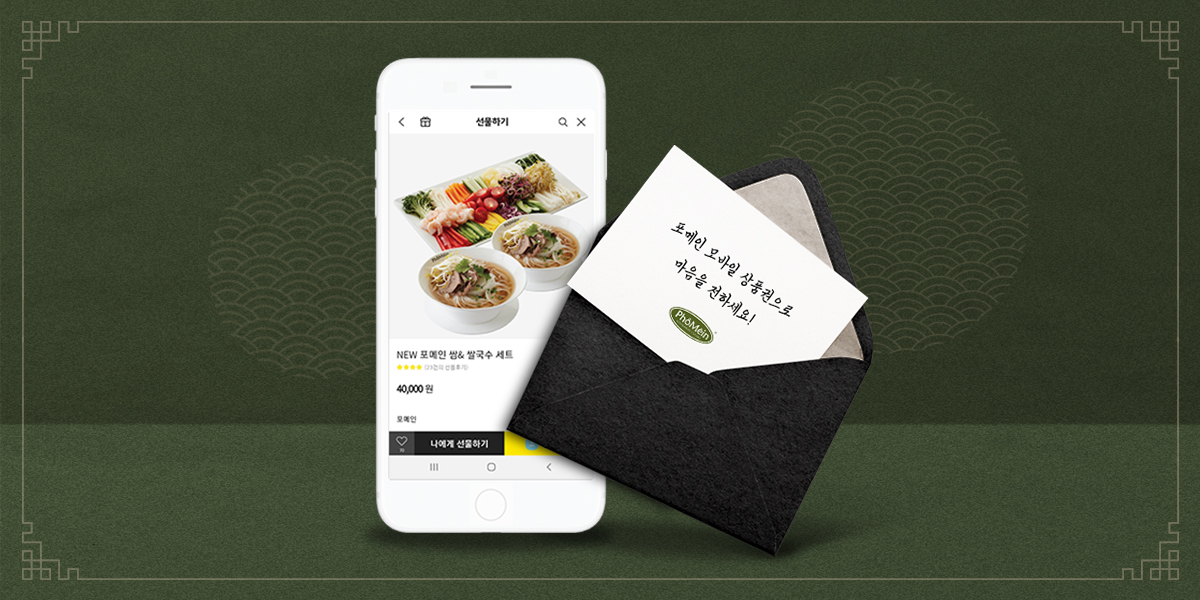 선물하기
NEW 포메인 쌈& 쌀국수 세트
40,000 원
포메인
나에게 선물하기
포메인 모바일 상품권으로
마음을 전하세요!
PhốMein